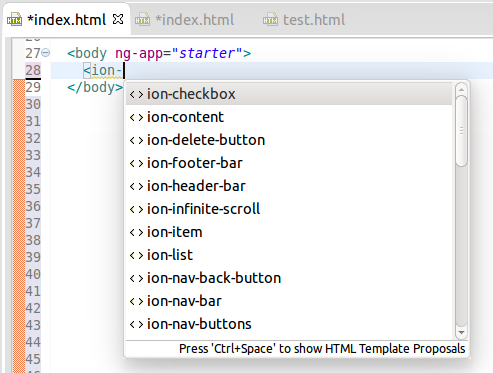 *index.html *index.html test.html
26
27 <body ng-app="starter">
28 <ion-
29 </body>
30 ion-checkbox
31 ion-content
32 ion-delete-button
33 ion-footer-bar
34 ion-header-bar
35 ion-infinite-scroll
36 ion-item
37 ion-list
38 ion-nav-back-button
39 ion-nav-bar
40 ion-nav-buttons
41
42
43
44
45
Press 'Ctrl+Space' to show HTML Template Proposals